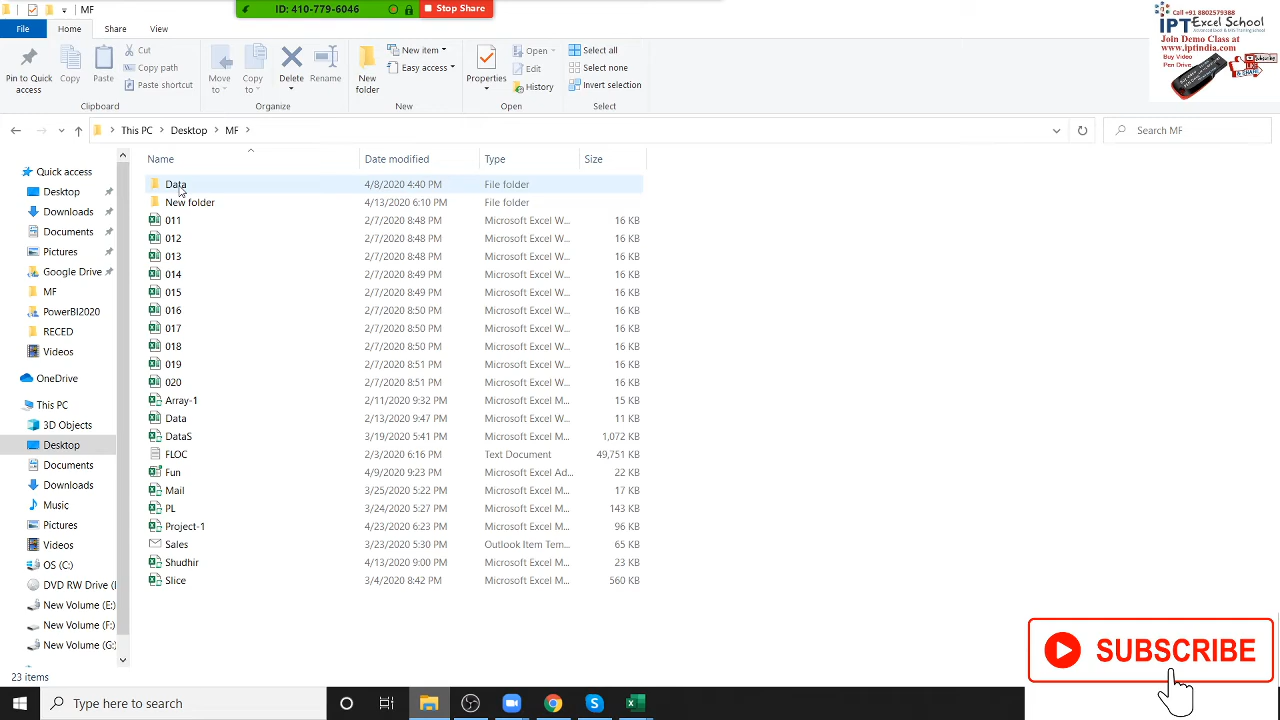 MF
ID: 410-779-6046
Stop Share
File
Home
Share
View
Pin to Quick access
Copy
Paste
Cut
Copy path
Paste shortcut
Clipboard
Move to
Copy to
Delete
Rename
Organize
New folder
New item
Easy access
New
Properties
Open
Edit
History
Open
Select all
Select none
Invert selection
Select
Call +91 8802579388
IPT Excel School
Join Demo Class at
www.iptindia.com
Buy Video
Pen Drive
This PC > Desktop > MF >
Search MF
Name Date modified Type Size
Data 4/8/2020 4:40 PM File folder
New folder 4/13/2020 6:10 PM File folder
011 2/7/2020 8:48 PM Microsoft Excel W... 16 KB
012 2/7/2020 8:48 PM Microsoft Excel W... 16 KB
013 2/7/2020 8:48 PM Microsoft Excel W... 16 KB
014 2/7/2020 8:49 PM Microsoft Excel W... 16 KB
015 2/7/2020 8:49 PM Microsoft Excel W... 16 KB
016 2/7/2020 8:50 PM Microsoft Excel W... 16 KB
017 2/7/2020 8:50 PM Microsoft Excel W... 16 KB
018 2/7/2020 8:50 PM Microsoft Excel W... 16 KB
019 2/7/2020 8:51 PM Microsoft Excel W... 16 KB
020 2/7/2020 8:51 PM Microsoft Excel W... 16 KB
Array-1 2/11/2020 9:32 PM Microsoft Excel M... 15 KB
Data 2/13/2020 9:47 PM Microsoft Excel W... 11 KB
DataS 3/19/2020 5:41 PM Microsoft Excel M... 1,072 KB
FLOC 2/3/2020 6:16 PM Text Document 49,751 KB
Fun 4/9/2020 9:23 PM Microsoft Excel Ad... 22 KB
Mail 3/25/2020 5:22 PM Microsoft Excel M... 17 KB
PL 3/24/2020 5:27 PM Microsoft Excel M... 143 KB
Project-1 4/23/2020 6:23 PM Microsoft Excel M... 96 KB
Sales 3/23/2020 5:30 PM Outlook Item Tem... 65 KB
Shudhir 4/13/2020 9:00 PM Microsoft Excel M... 23 KB
Slice 3/4/2020 8:42 PM Microsoft Excel M... 560 KB
Quick access
Desktop
Downloads
Documents
Pictures
Google Drive
MF
PowerBI2020
RECED
Videos
OneDrive
This PC
3D Objects
Desktop
Documents
Downloads
Music
Pictures
Videos
OS (C:)
DVD RW Drive (
New Volume (E:)
New Volume (F:)
New Volume (G:)
23 items
SUBSCRIBE
Type here to search